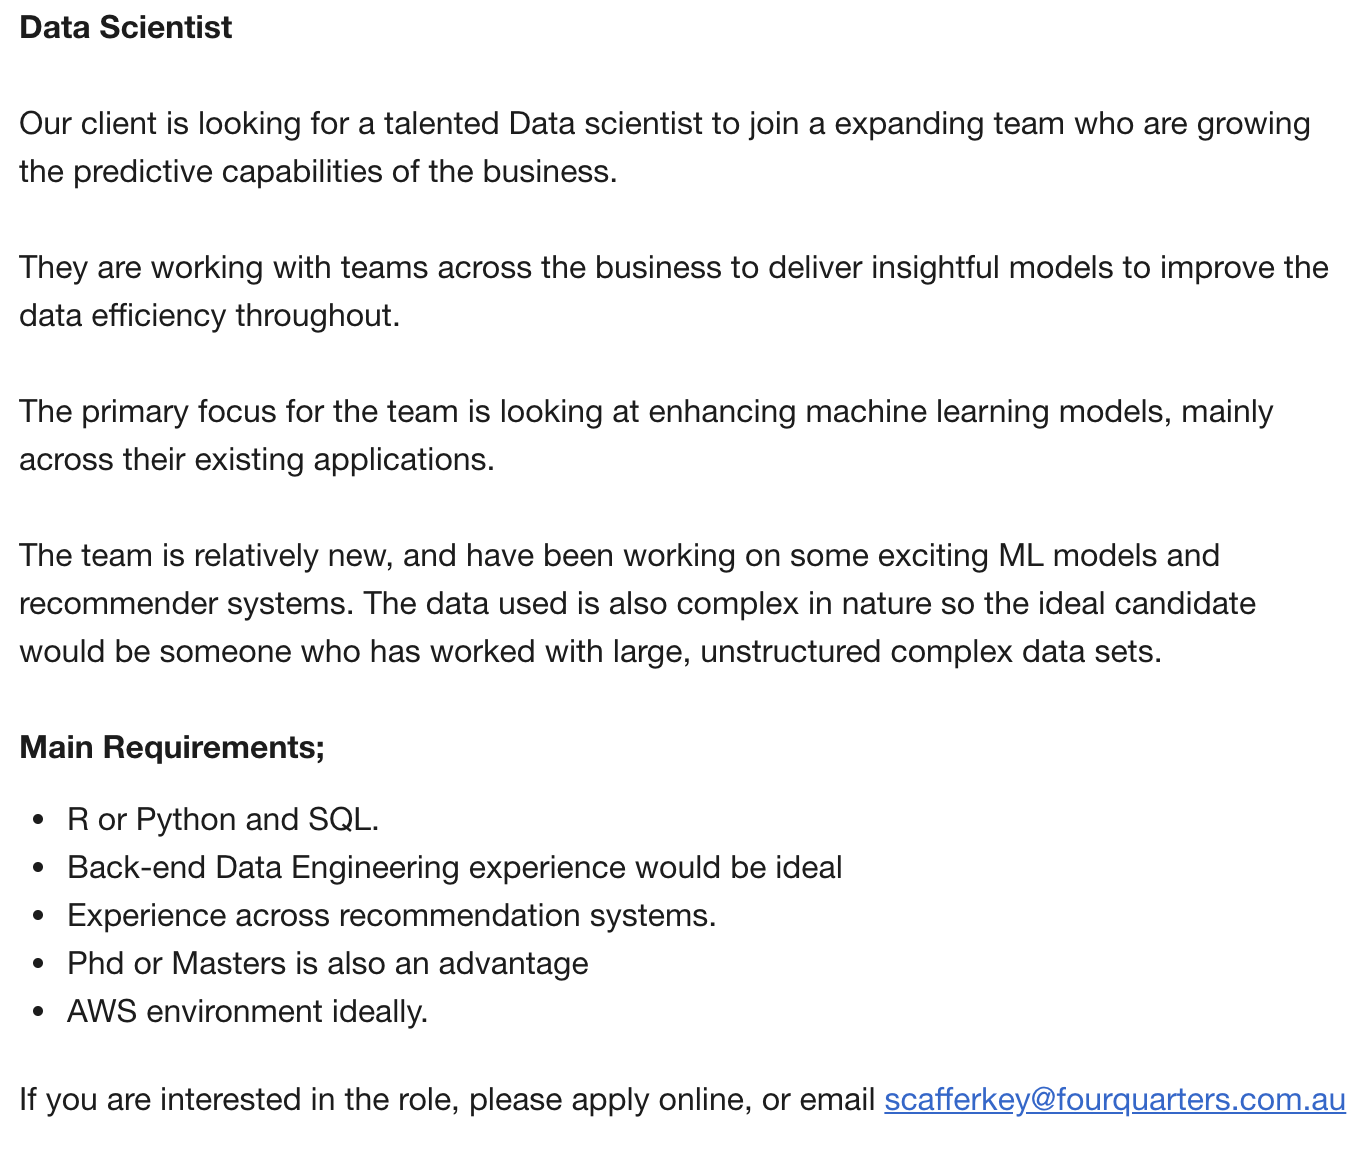 Data Scientist
Our client is looking for a talented Data scientist to join a expanding team who are growing
the predictive capabilities of the business.
They are working with teams across the business to deliver insightful models to improve the
data efficiency throughout.
The primary focus for the team is looking at enhancing machine learning models, mainly
across their existing applications.
The team is relatively new, and have been working on some exciting ML models and
recommender systems. The data used is also complex in nature so the ideal candidate
would be someone who has worked with large, unstructured complex data sets.
Main Requirements;
• R or Python and SQL.
• Back-end Data Engineering experience would be ideal
• Experience across recommendation systems.
• Phd or Masters is also an advantage
• AWS environment ideally.
If you are interested in the role, please apply online, or email scafferkey@fourquarters.com.au